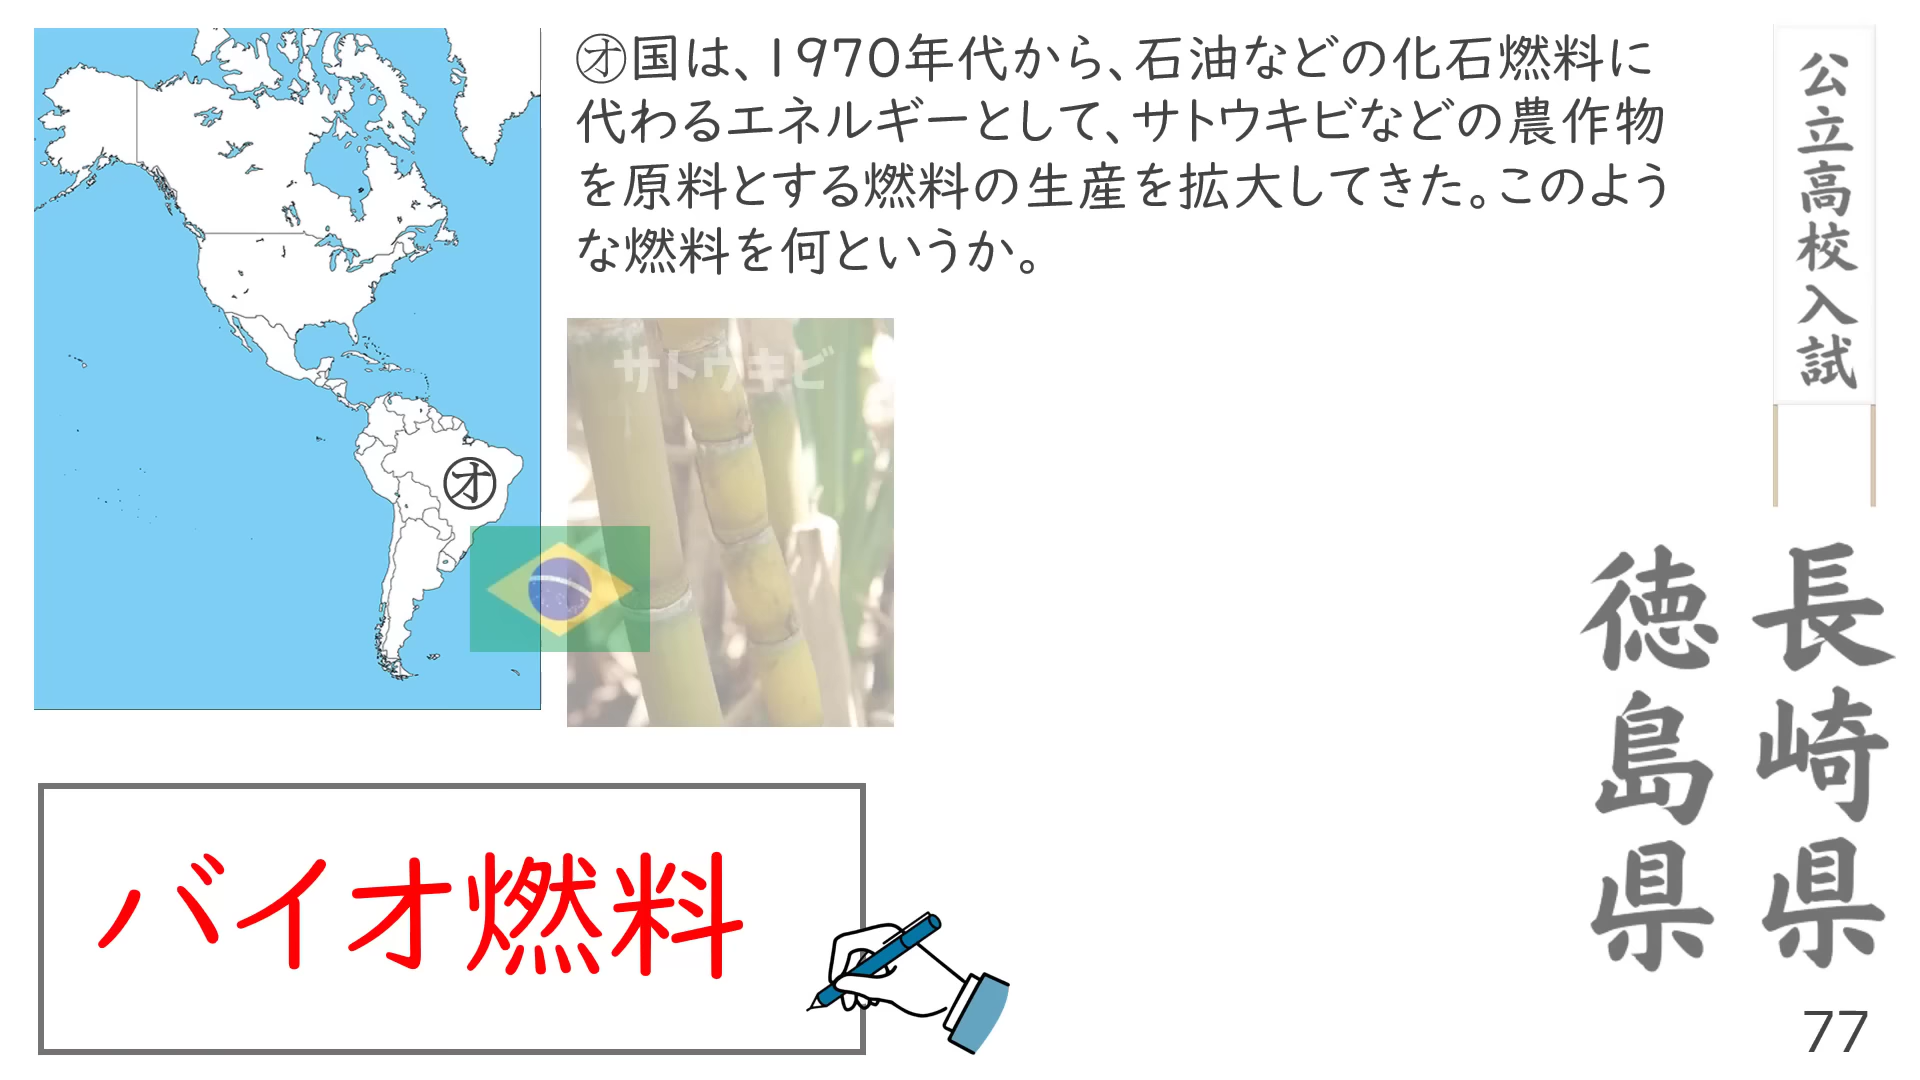 ㋔国は、1970年代から、石油などの化石燃料に
代わるエネルギーとして、サトウキビなどの農作物
を原料とする燃料の生産を拡大してきた。このよう
な燃料を何というか。
サトウキビ
㋔
バイオ燃料
公立高校入試
長崎県
徳島県
77